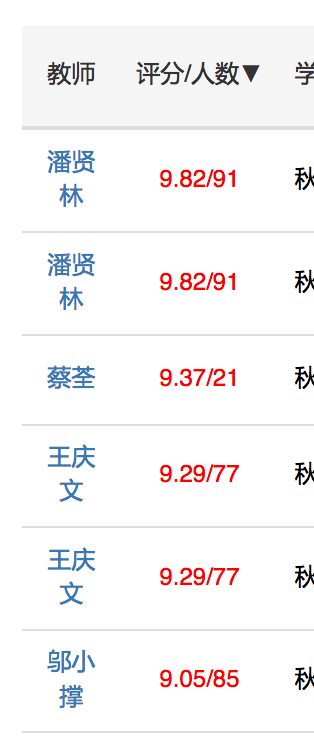 教师 评分/人数▼ 学
潘贤
林 9.82/91 秋
潘贤
林 9.82/91 秋
蔡荃 9.37/21 秋
王庆
文 9.29/77 秋
王庆
文 9.29/77 秋
邬小
撑 9.05/85 秋